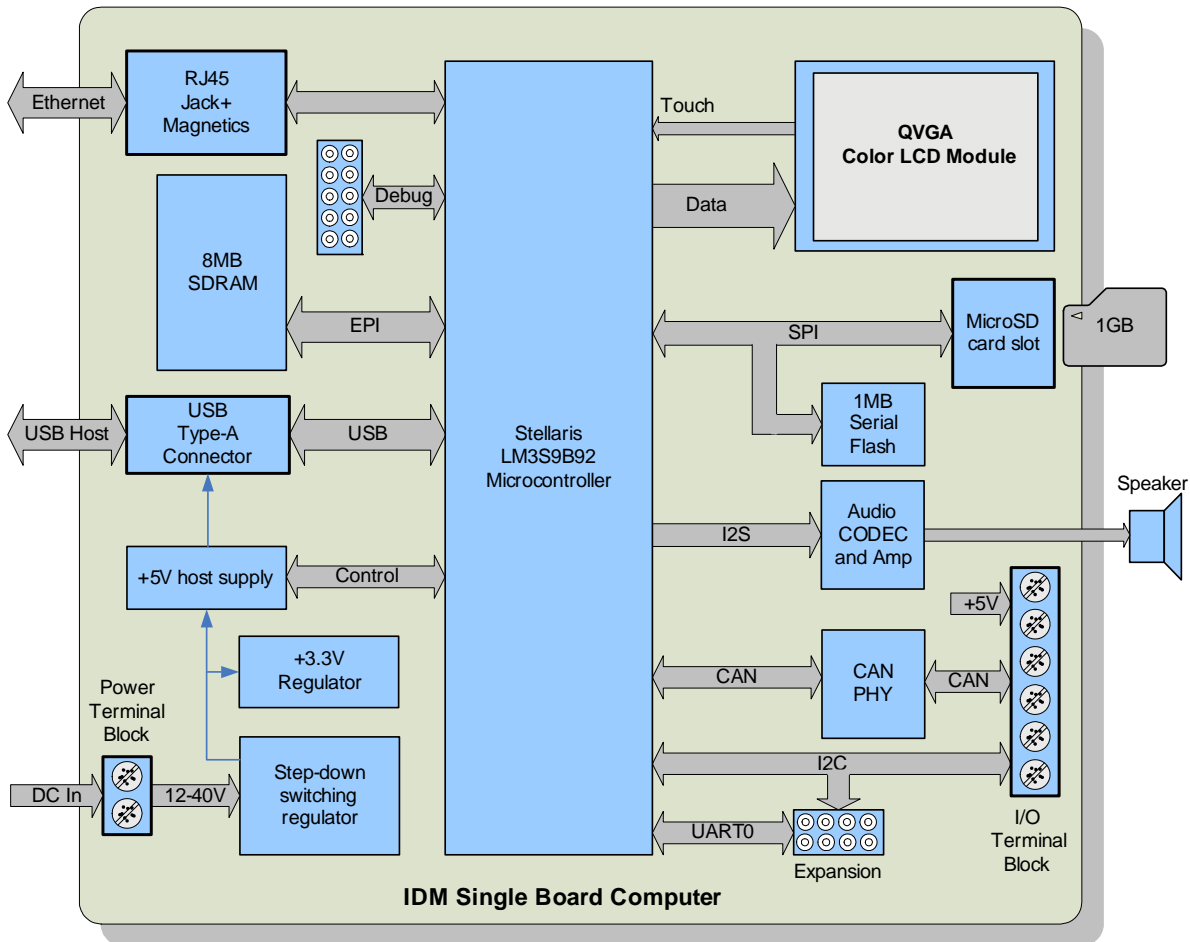 Ethernet
RJ45
Jack+
Magnetics
Debug
8MB
SDRAM
EPI
USB Host
USB
Type-A
Connector
USB
+5V host supply
Control
+3.3V
Regulator
Power
Terminal
Block
DC In
12-40V
Step-down
switching
regulator
Stellaris
LM3S9B92
Microcontroller
Touch
Data
QVGA
Color LCD Module
SPI
MicroSD
card slot
1GB
1MB
Serial
Flash
I2S
Audio
CODEC
and Amp
Speaker
+5V
CAN
CAN
PHY
CAN
I2C
UART0
Expansion
I/O
Terminal
Block
IDM Single Board Computer